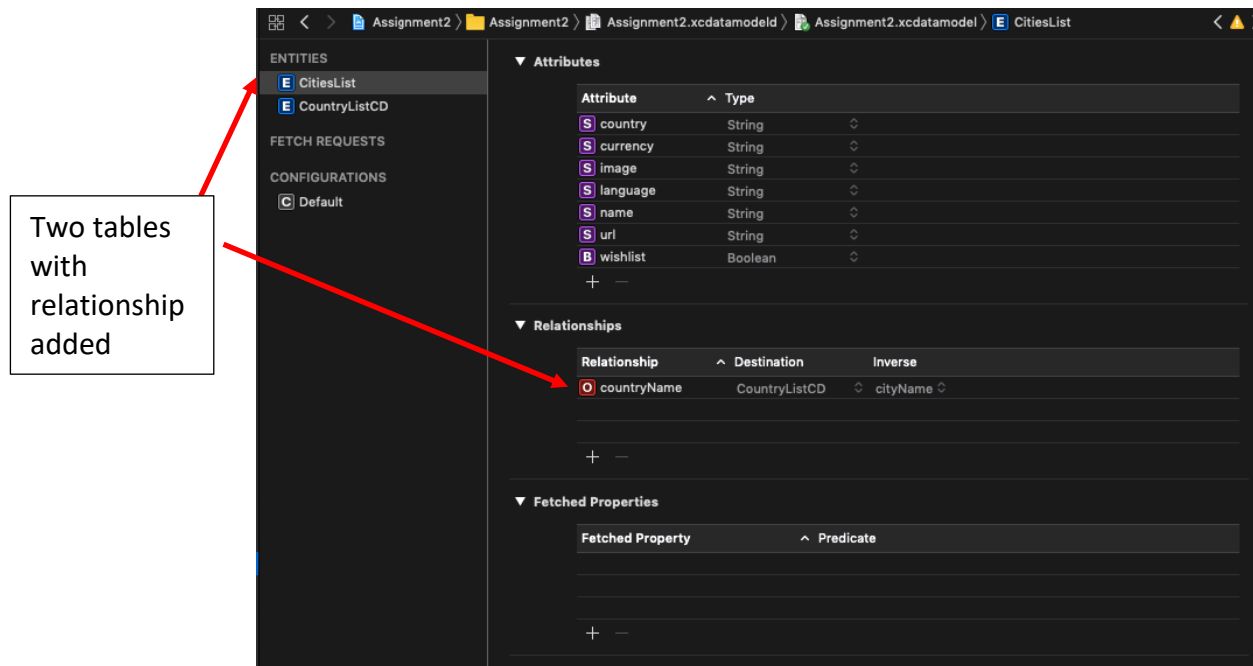 Assignment2 〉 Assignment2 〉 Assignment2.xcdatamodeld 〉 Assignment2.xcdatamodel 〉 E CitiesList
ENTITIES
E CitiesList
E CountryListCD
FETCH REQUESTS
CONFIGURATIONS
C Default
Two tables
with
relationship
added
Attributes
Attribute Type
S country String
S currency String
S image String
S language String
S name String
S url String
B wishlist Boolean
Relationships
Relationship Destination Inverse
O countryName CountryListCD cityName
Fetched Properties
Fetched Property Predicate